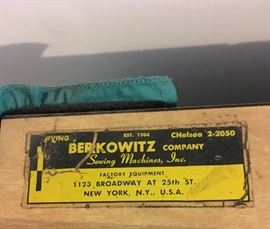 IRVING EST. 1904 CHelsea 2-2050
BERKOWITZ COMPANY
Sewing Machines, Inc.
FACTORY EQUIPMENT
1123 BROADWAY AT 25th ST.
NEW YORK, N.Y., U.S.A.